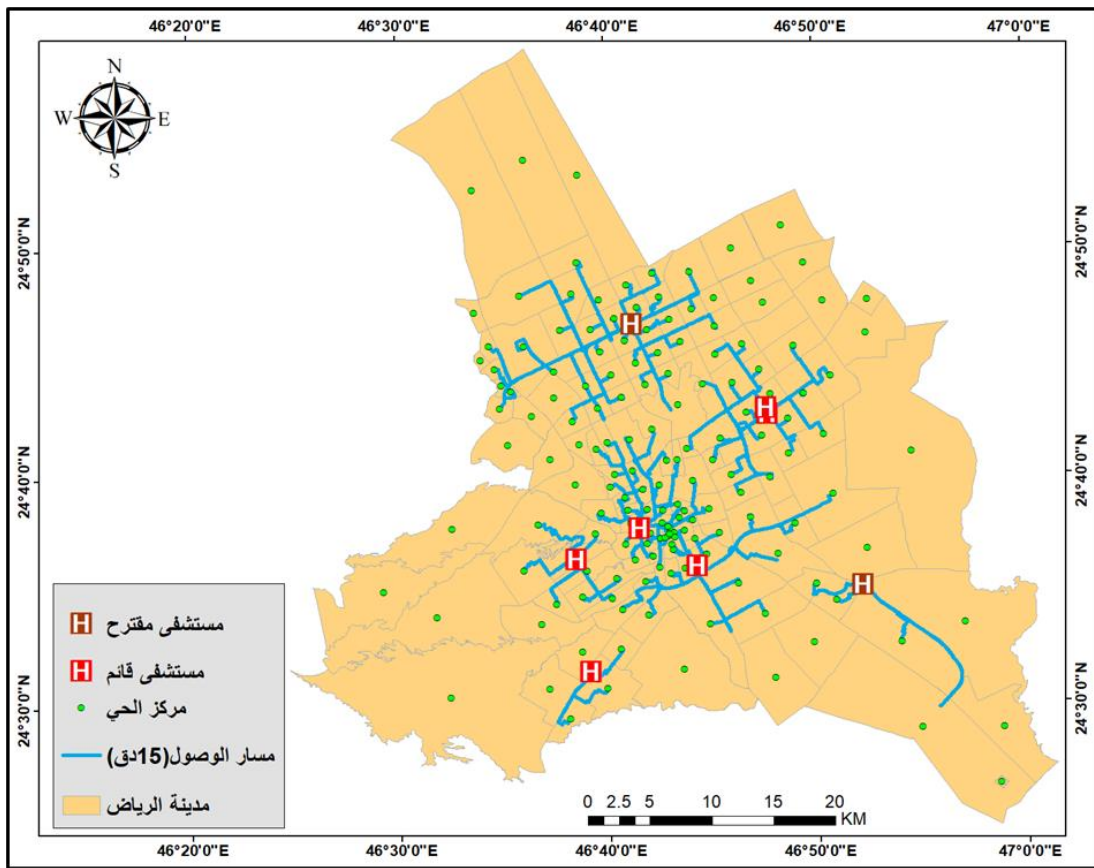 46°20'0"E 46°30'0"E 46°40'0"E 46°50'0"E 47°0'0"E
N
W E
S
24°50'0"N 24°50'0"N
24°40'0"N 24°40'0"N
24°30'0"N 24°30'0"N
H
H
H
H
H
H
H
H مستشفى مقترح
H مستشفى قائم
مركز الحي
مسار الوصول(15دق)
مدينة الرياض
0 2.5 5 10 15 20
KM
46°20'0"E 46°30'0"E 46°40'0"E 46°50'0"E 47°0'0"E